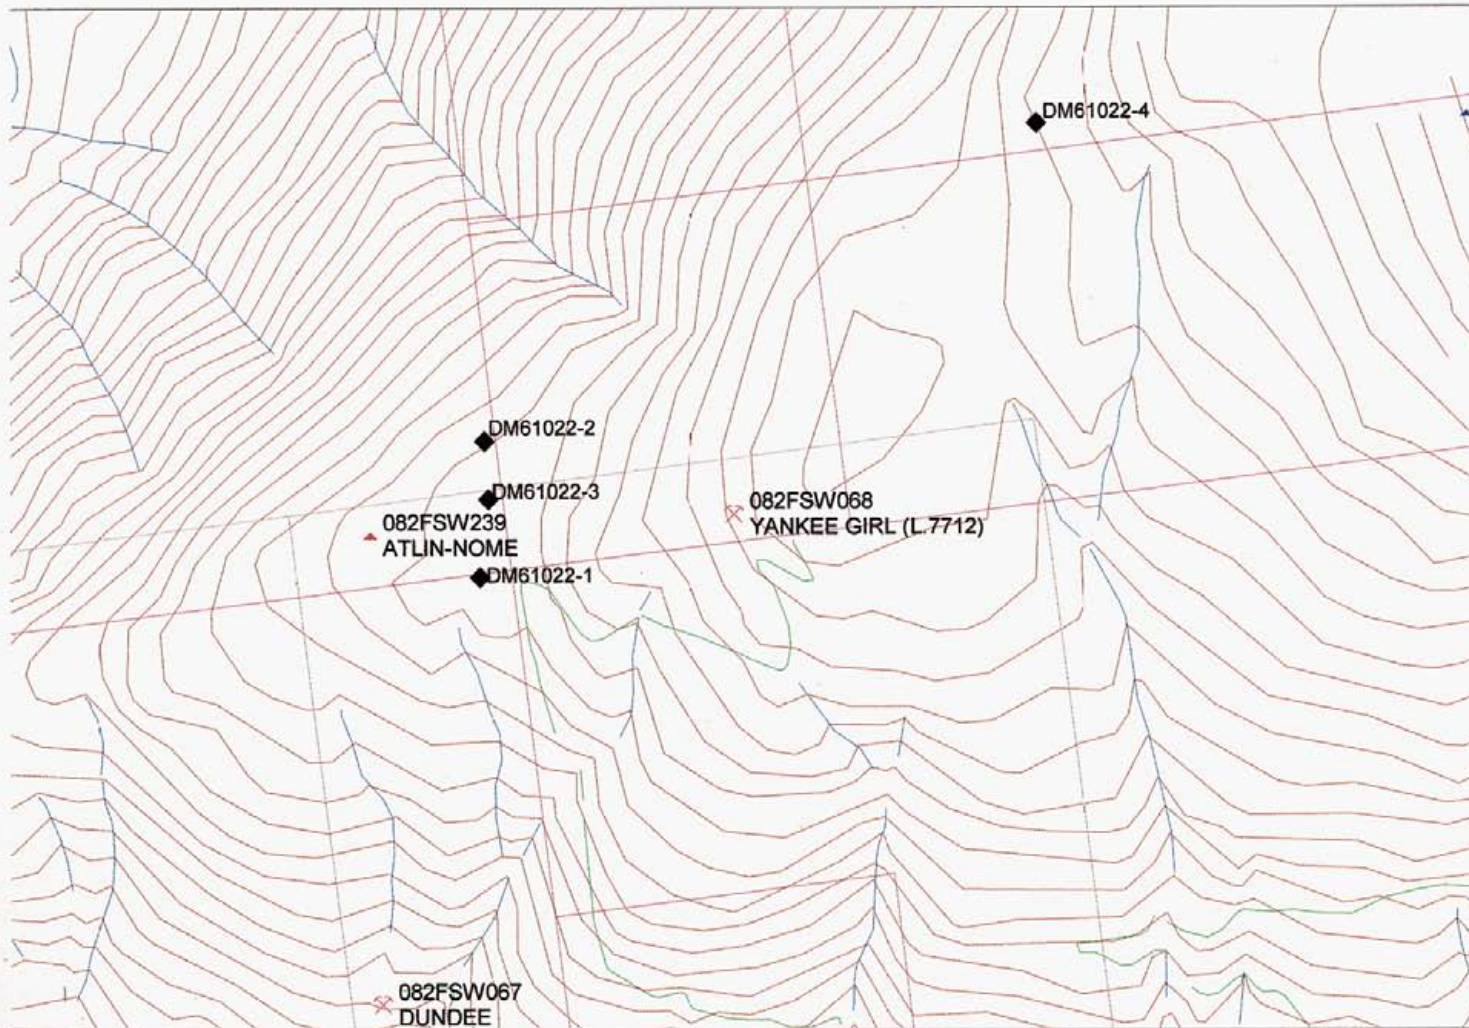 DM61022-4
DM61022-2
DM61022-3
082FSW068
YANKEE GIRL (L.7712)
082FSW239
ATLIN-NOME
DM61022-1
082FSW067
DUNDEE